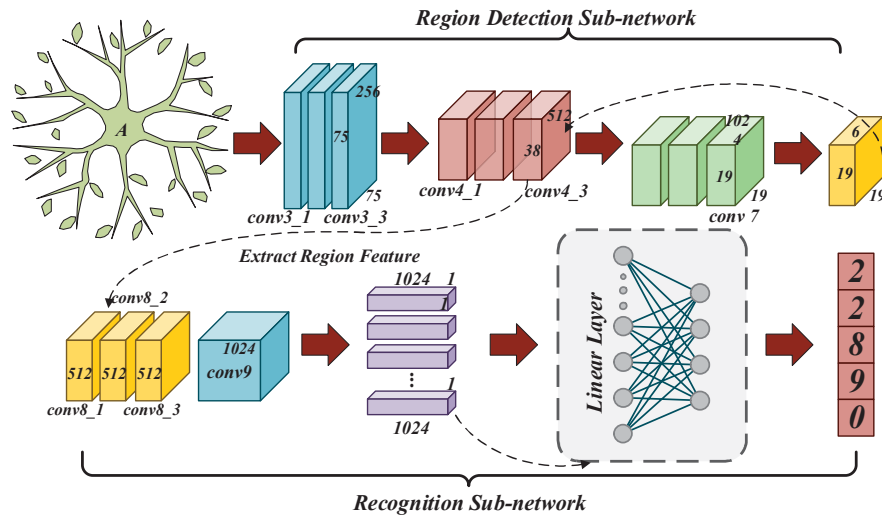 Region Detection Sub-network
A
256
75
75
conv3_1 conv3_3
512
38
conv4_1 conv4_3
102
4
19
19
conv 7
6
19
19
Extract Region Feature
conv8_2
512 512 512
conv8_1 conv8_3
1024
conv9
1024 1
1
1
1024
Linear Layer
2
2
8
9
0
Recognition Sub-network